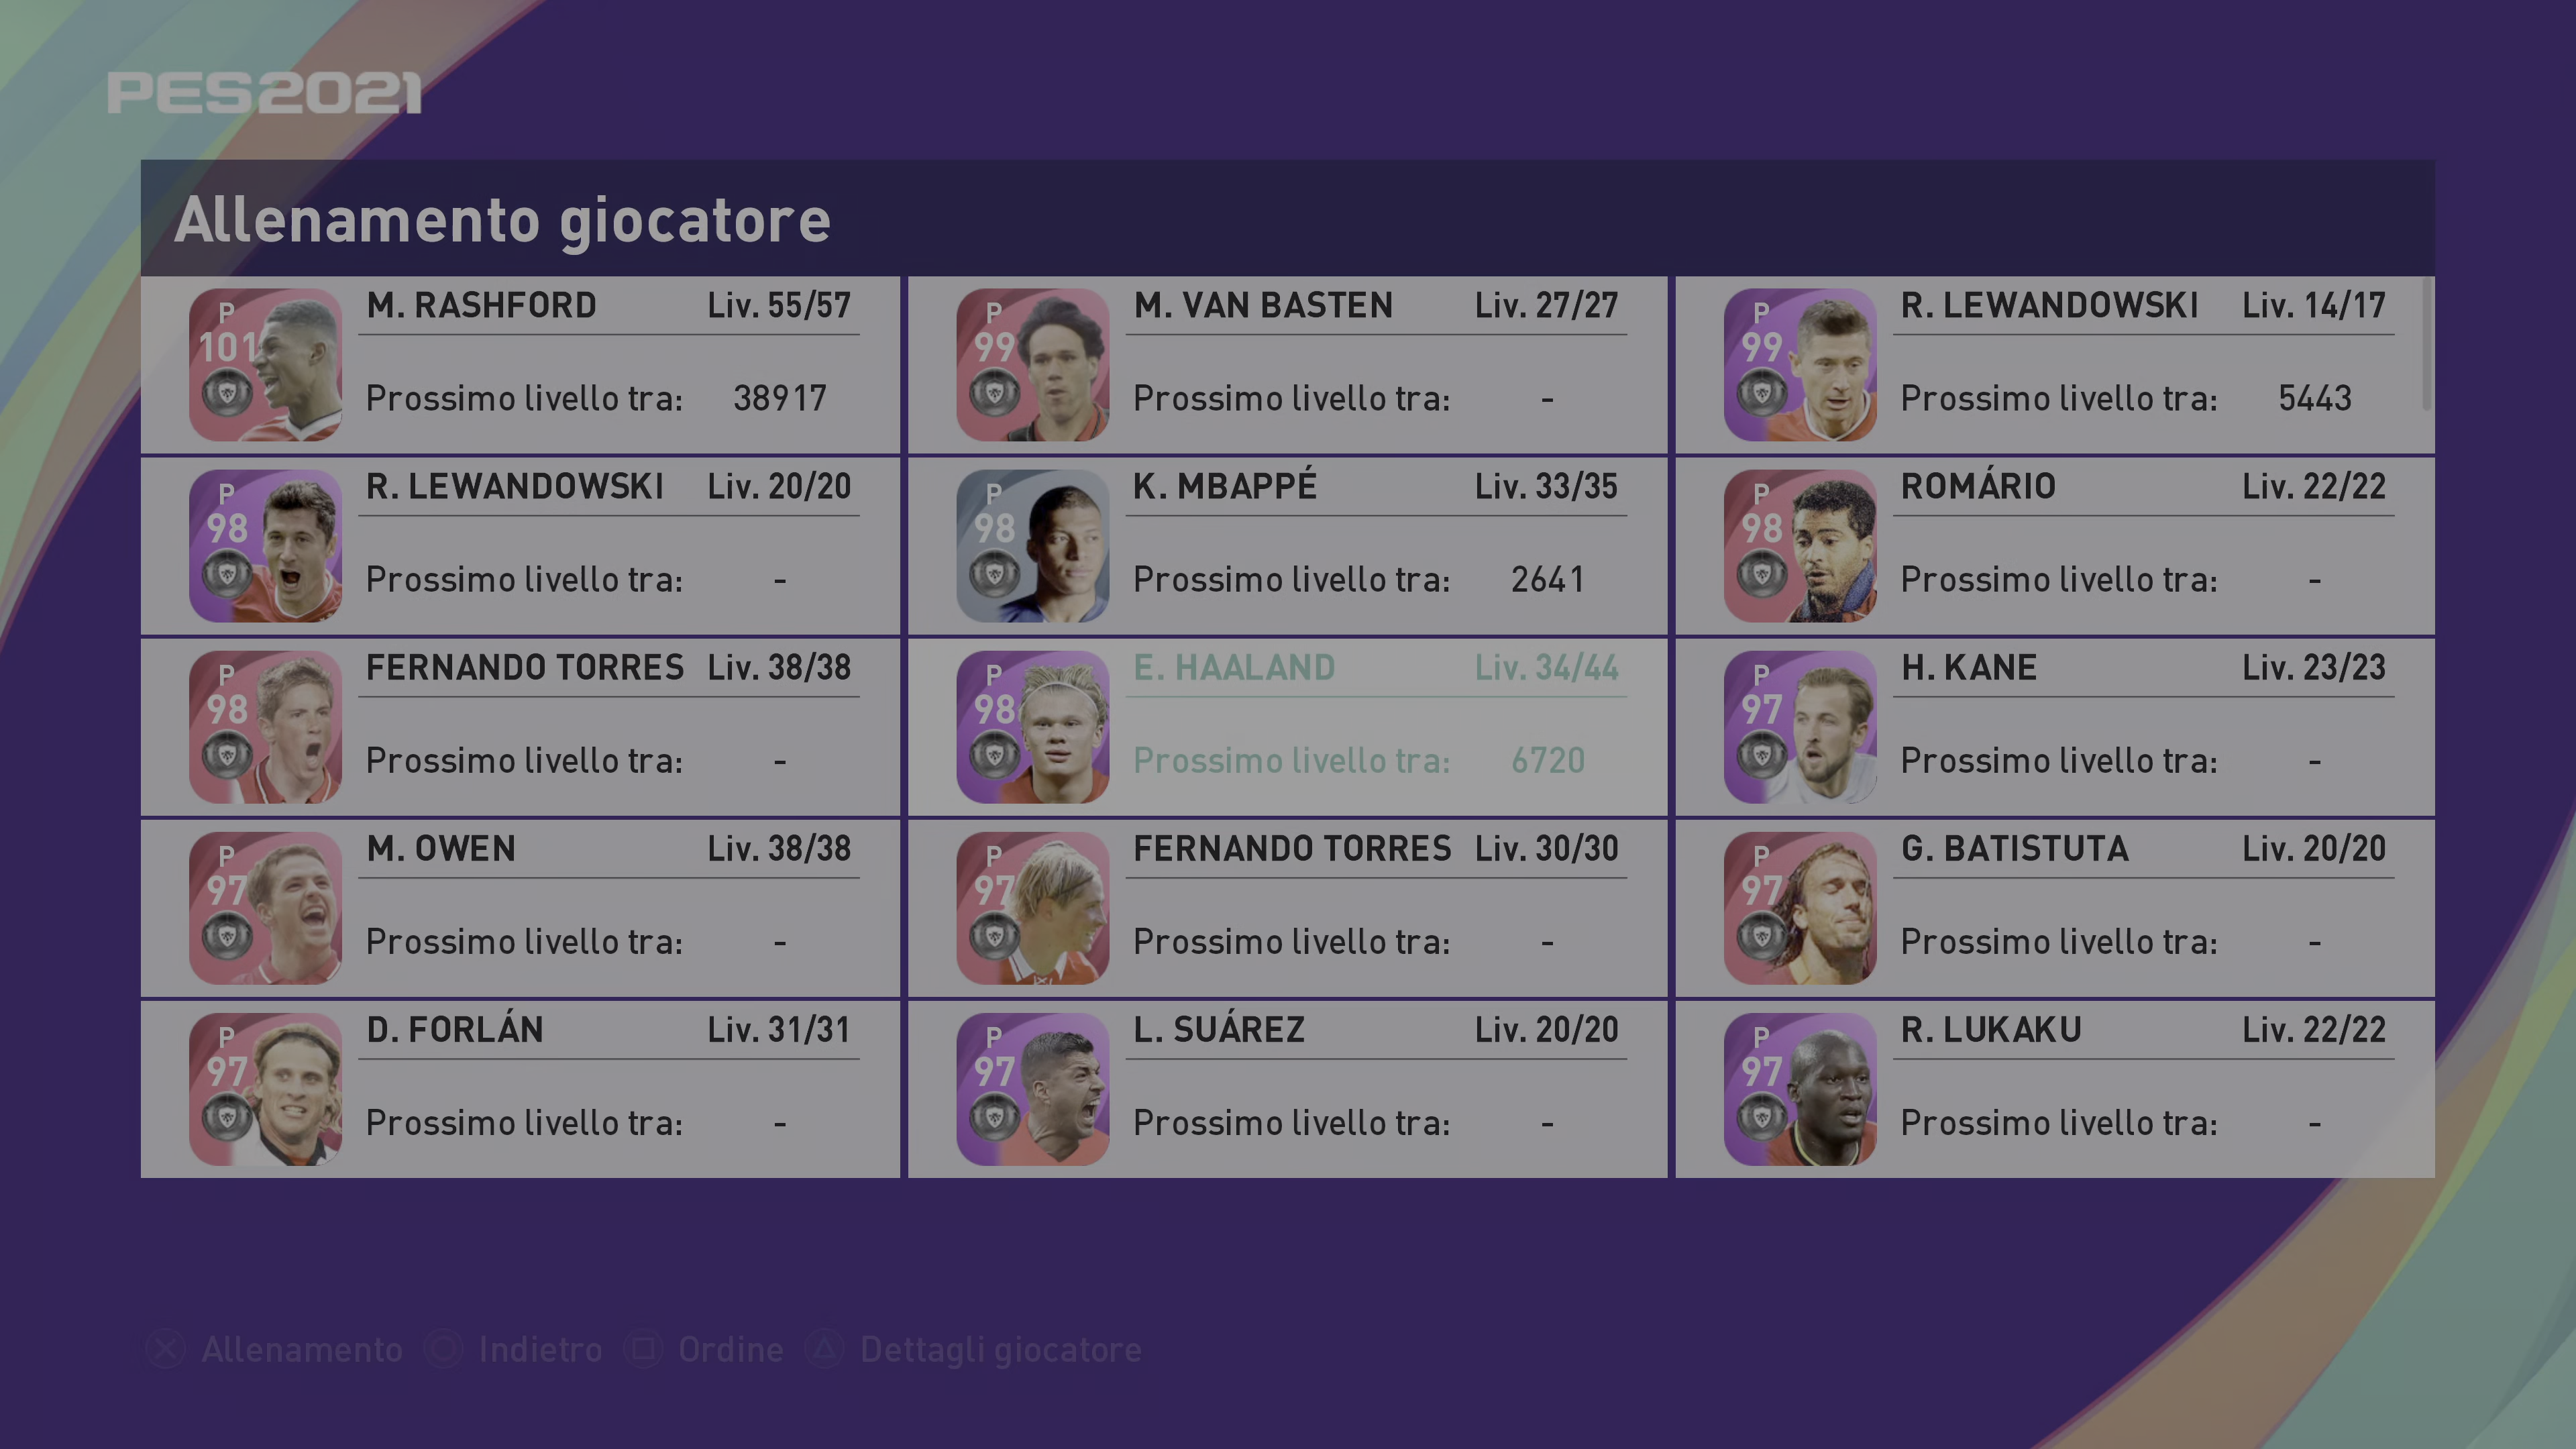 PES2021
Allenamento giocatore
P
101
M. RASHFORD Liv. 55/57
Prossimo livello tra: 38917
P
99
M. VAN BASTEN Liv. 27/27
Prossimo livello tra: -
P
99
R. LEWANDOWSKI Liv. 14/17
Prossimo livello tra: 5443
P
98
R. LEWANDOWSKI Liv. 20/20
Prossimo livello tra: -
P
98
K. MBAPPÉ Liv. 33/35
Prossimo livello tra: 2641
P
98
ROMÁRIO Liv. 22/22
Prossimo livello tra: -
P
98
FERNANDO TORRES Liv. 38/38
Prossimo livello tra: -
P
98
E. HAALAND Liv. 34/44
Prossimo livello tra: 6720
P
97
H. KANE Liv. 23/23
Prossimo livello tra: -
P
97
M. OWEN Liv. 38/38
Prossimo livello tra: -
P
97
FERNANDO TORRES Liv. 30/30
Prossimo livello tra: -
P
97
G. BATISTUTA Liv. 20/20
Prossimo livello tra: -
P
97
D. FORLÁN Liv. 31/31
Prossimo livello tra: -
P
97
L. SUÁREZ Liv. 20/20
Prossimo livello tra: -
P
97
R. LUKAKU Liv. 22/22
Prossimo livello tra: -
Allenamento Indietro Ordine Dettagli giocatore